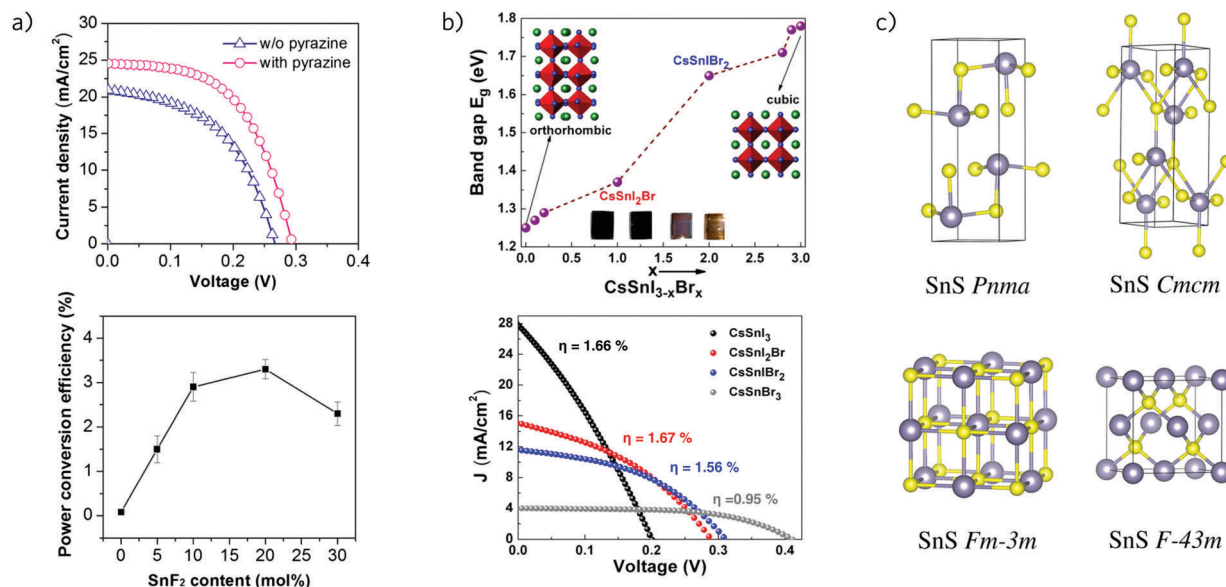 a)
Current density (mA/cm²)
30
25
20
15
10
5
0
w/o pyrazine
with pyrazine
0.0 0.1 0.2 0.3 0.4
Voltage (V)
Power conversion efficiency (%)
4
3
2
1
0
0 5 10 20 30
SnF₂ content (mol%)
b)
Band gap E_g (eV)
1.8
1.7
1.6
1.5
1.4
1.3
1.2
CsSnIBr₂
cubic
orthorhombic
CsSnI₂Br
0.0 0.5 1.0 1.5 2.0 2.5 3.0
x
CsSnI₃₋ₓBrₓ
J (mA/cm²)
28
24
20
16
12
8
4
0
η = 1.66 %
CsSnI₃
CsSnI₂Br
CsSnIBr₂
CsSnBr₃
η = 1.67 %
η = 1.56 %
η =0.95 %
0.0 0.1 0.2 0.3 0.4
Voltage (V)
c)
SnS Pnma
SnS Cmcm
SnS Fm-3m
SnS F-43m